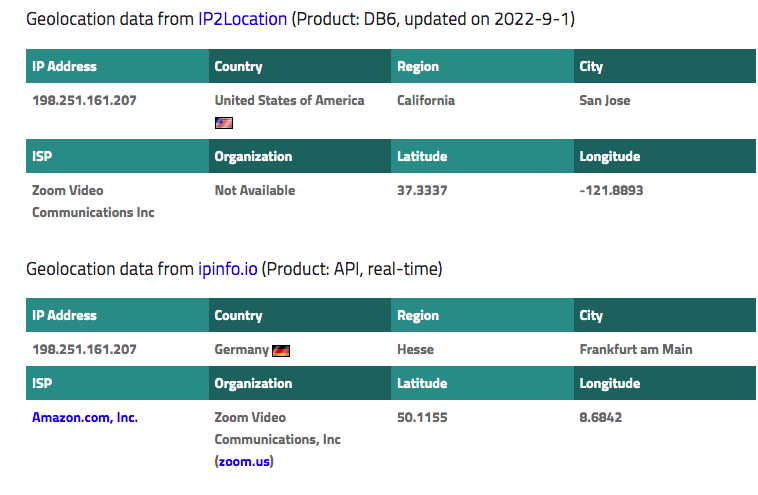 Geolocation data from IP2Location (Product: DB6, updated on 2022-9-1)
IP Address Country Region City
198.251.161.207 United States of America California San Jose
ISP Organization Latitude Longitude
Zoom Video Not Available 37.3337 -121.8893
Communications Inc
Geolocation data from ipinfo.io (Product: API, real-time)
IP Address Country Region City
198.251.161.207 Germany Hesse Frankfurt am Main
ISP Organization Latitude Longitude
Amazon.com, Inc. Zoom Video 50.1155 8.6842
Communications, Inc
(zoom.us)